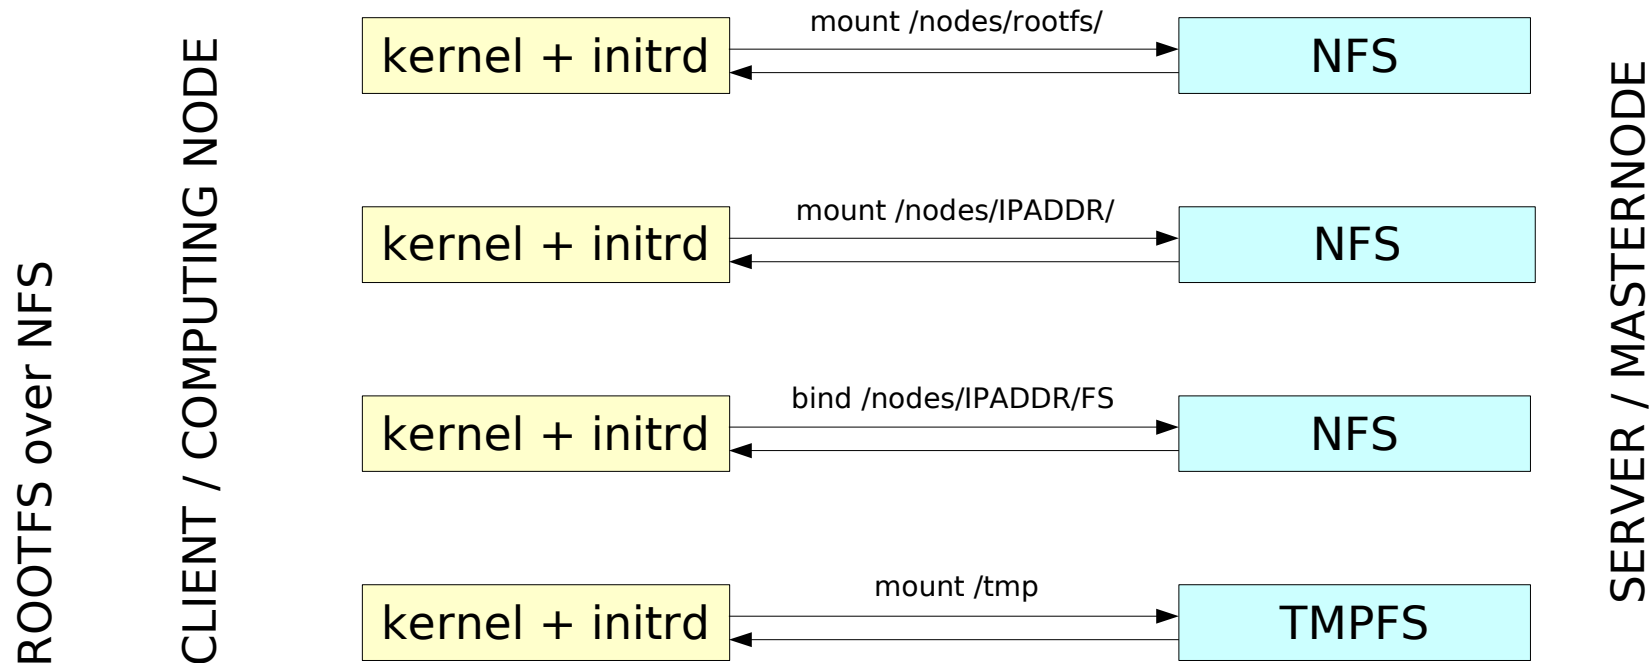 ROOTFS over NFS
CLIENT / COMPUTING NODE
kernel + initrd
mount /nodes/rootfs/
NFS
kernel + initrd
mount /nodes/IPADDR/
NFS
kernel + initrd
bind /nodes/IPADDR/FS
NFS
kernel + initrd
mount /tmp
TMPFS
SERVER / MASTERNODE